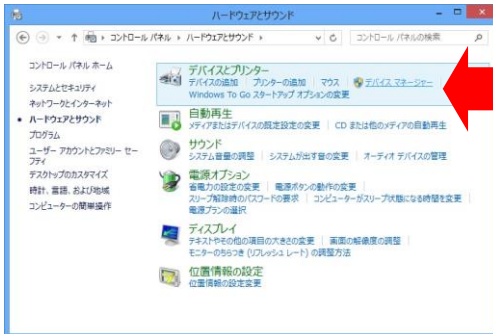 ハードウェアとサウンド
コントロール パネル ▸ ハードウェアとサウンド ▸
コントロール パネルの検索
コントロール パネル ホーム
システムとセキュリティ
ネットワークとインターネット
ハードウェアとサウンド
プログラム
ユーザー アカウントとファミリー セー
フティ
デスクトップのカスタマイズ
時計、言語、および地域
コンピューターの簡単操作
デバイスとプリンター
デバイスの追加 プリンターの追加 マウス デバイス マネージャー
Windows To Go スタートアップ オプションの変更
自動再生
メディアまたはデバイスの既定設定の変更 CD または他のメディアの自動再生
サウンド
システム音量の調整 システムが出す音の変更 オーディオ デバイスの管理
電源オプション
省電力の設定の変更 電源ボタンの動作の変更
スリープ解除時のパスワードの要求 コンピューターがスリープ状態になる時間を変更
電源プランの選択
ディスプレイ
テキストやその他の項目の大きさの変更 画面の解像度の調整
モニターのちらつき (リフレッシュ レート) の調整方法
位置情報の設定
位置情報の設定変更